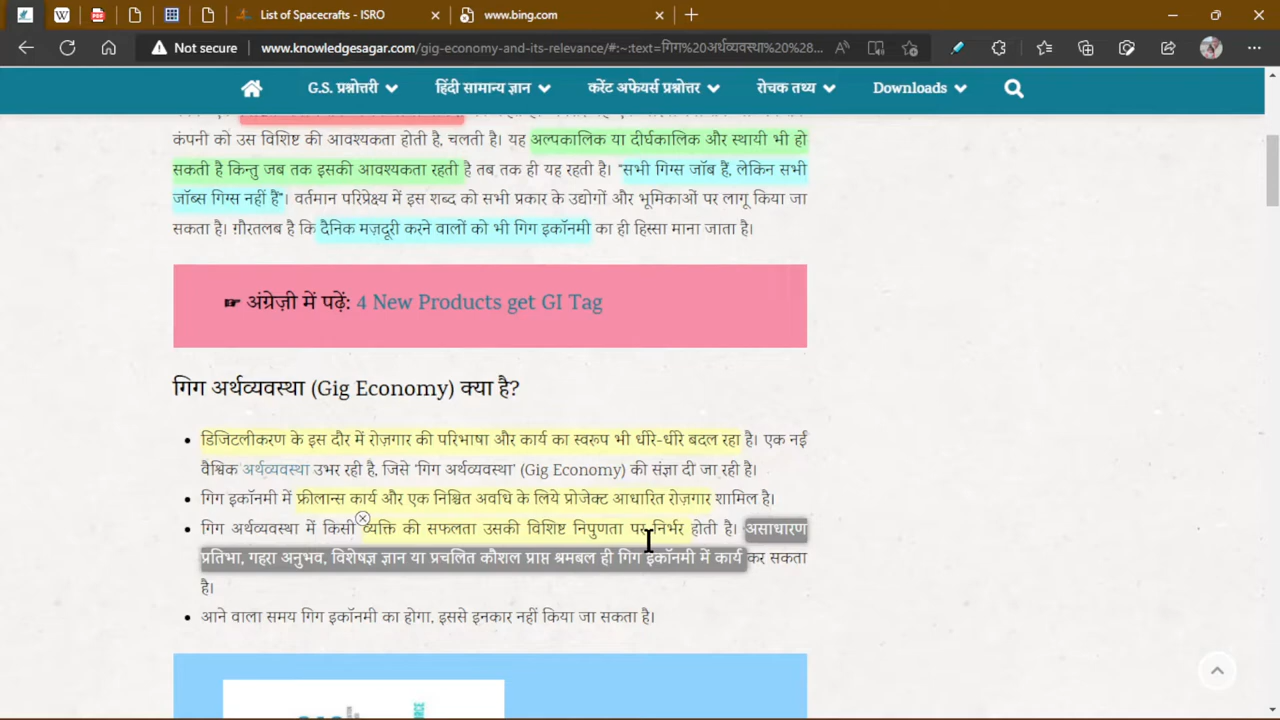 List of Spacecrafts - ISRO
www.bing.com
Not secure
www.knowledgesagar.com/gig-economy-and-its-relevance/#:~:text=गिग%20अर्थव्यवस्था%20%28...
G.S. प्रश्नोत्तरी
हिंदी सामान्य ज्ञान
करेंट अफेयर्स प्रश्नोत्तर
रोचक तथ्य
Downloads
कंपनी को उस विशिष्ट की आवश्यकता होती है, चलती है। यह अल्पकालिक या दीर्घकालिक और स्थायी भी हो
सकती है किन्तु जब तक इसकी आवश्यकता रहती है तब तक ही यह रहती है। "सभी गिग्स जॉब हैं, लेकिन सभी
जॉब्स गिग्स नहीं हैं"। वर्तमान परिप्रेक्ष्य में इस शब्द को सभी प्रकार के उद्योगों और भूमिकाओं पर लागू किया जा
सकता है। ग़ौरतलब है कि दैनिक मज़दूरी करने वालों को भी गिग इकॉनमी का ही हिस्सा माना जाता है।
☛ अंग्रेज़ी में पढ़ें: 4 New Products get GI Tag
गिग अर्थव्यवस्था (Gig Economy) क्या है?
डिजिटलीकरण के इस दौर में रोज़गार की परिभाषा और कार्य का स्वरूप भी धीरे-धीरे बदल रहा है। एक नई
वैश्विक अर्थव्यवस्था उभर रही है, जिसे 'गिग अर्थव्यवस्था' (Gig Economy) की संज्ञा दी जा रही है।
गिग इकॉनमी में फ्रीलान्स कार्य और एक निश्चित अवधि के लिये प्रोजेक्ट आधारित रोज़गार शामिल है।
गिग अर्थव्यवस्था में किसी व्यक्ति की सफलता उसकी विशिष्ट निपुणता पर निर्भर होती है। असाधारण
प्रतिभा, गहरा अनुभव, विशेषज्ञ ज्ञान या प्रचलित कौशल प्राप्त श्रमबल ही गिग इकॉनमी में कार्य कर सकता
है।
आने वाला समय गिग इकॉनमी का होगा, इससे इनकार नहीं किया जा सकता है।